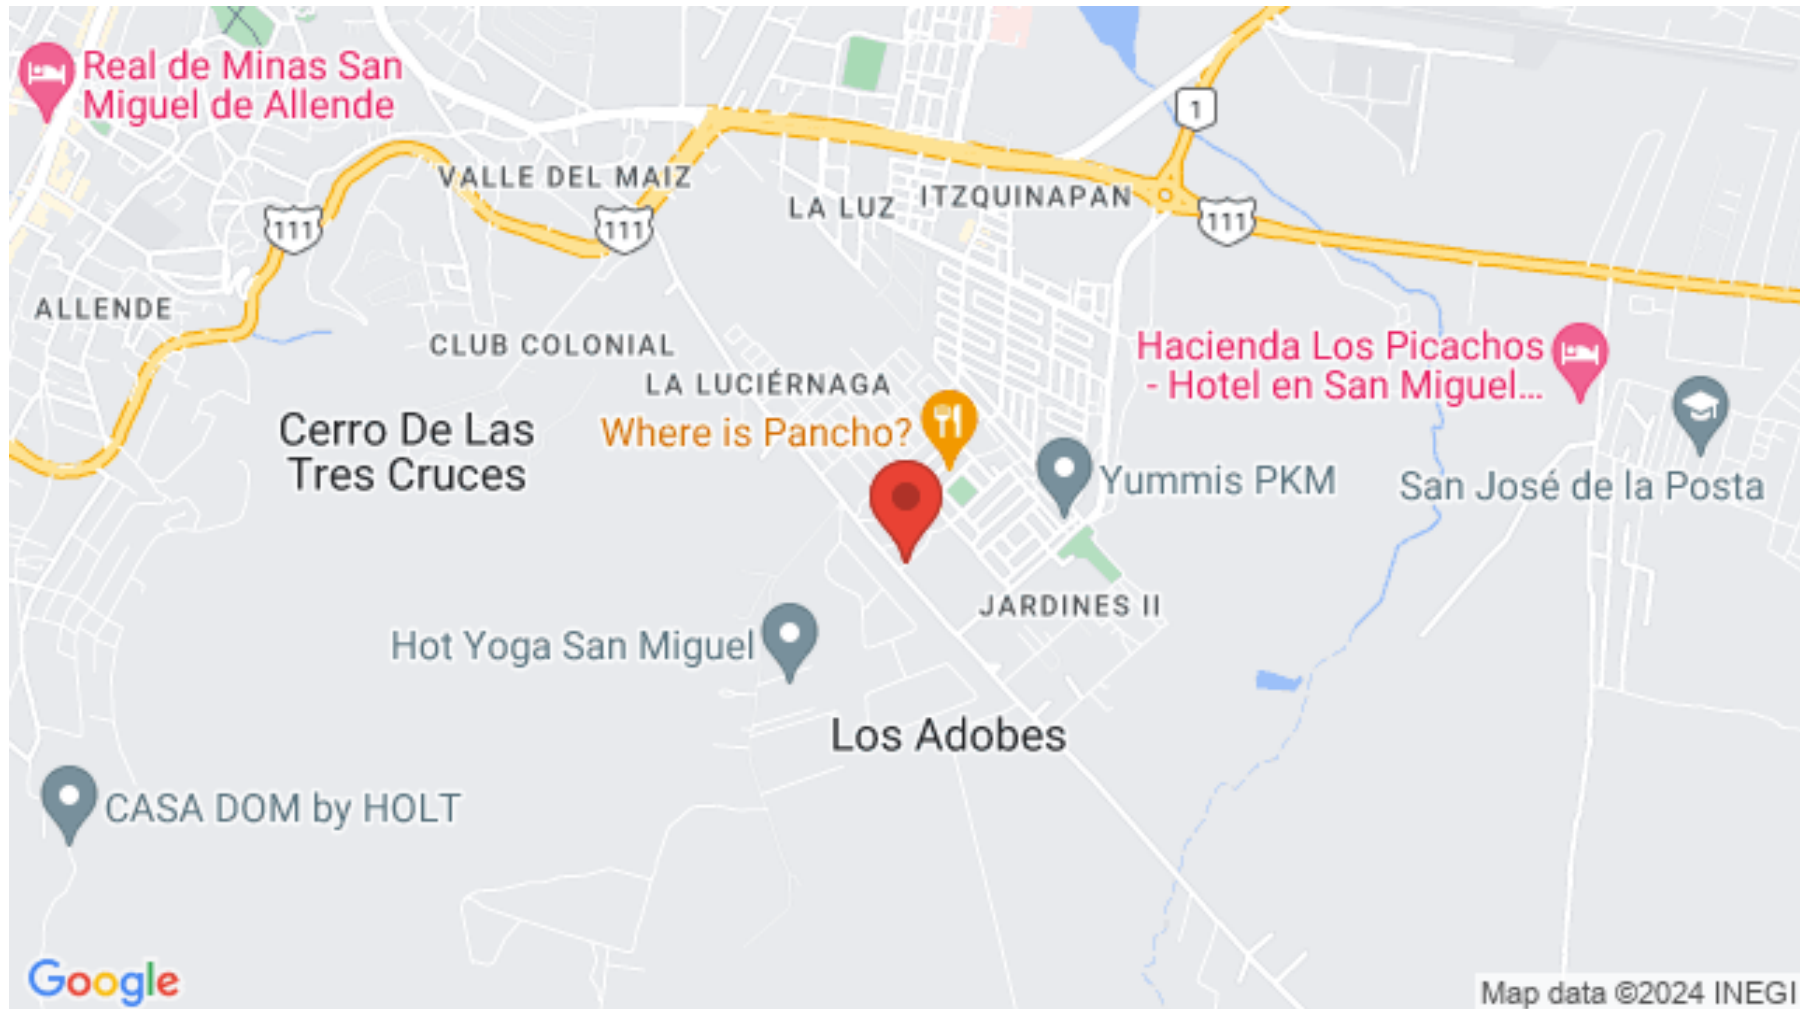 Real de Minas San
Miguel de Allende
1
VALLE DEL MAIZ
LA LUZ
ITZQUINAPAN
111
111
111
ALLENDE
CLUB COLONIAL
Hacienda Los Picachos
- Hotel en San Miguel...
LA LUCIÉRNAGA
Cerro De Las
Tres Cruces
Where is Pancho?
Yummis PKM
San José de la Posta
JARDINES II
Hot Yoga San Miguel
Los Adobes
CASA DOM by HOLT
Google
Map data ©2024 INEGI